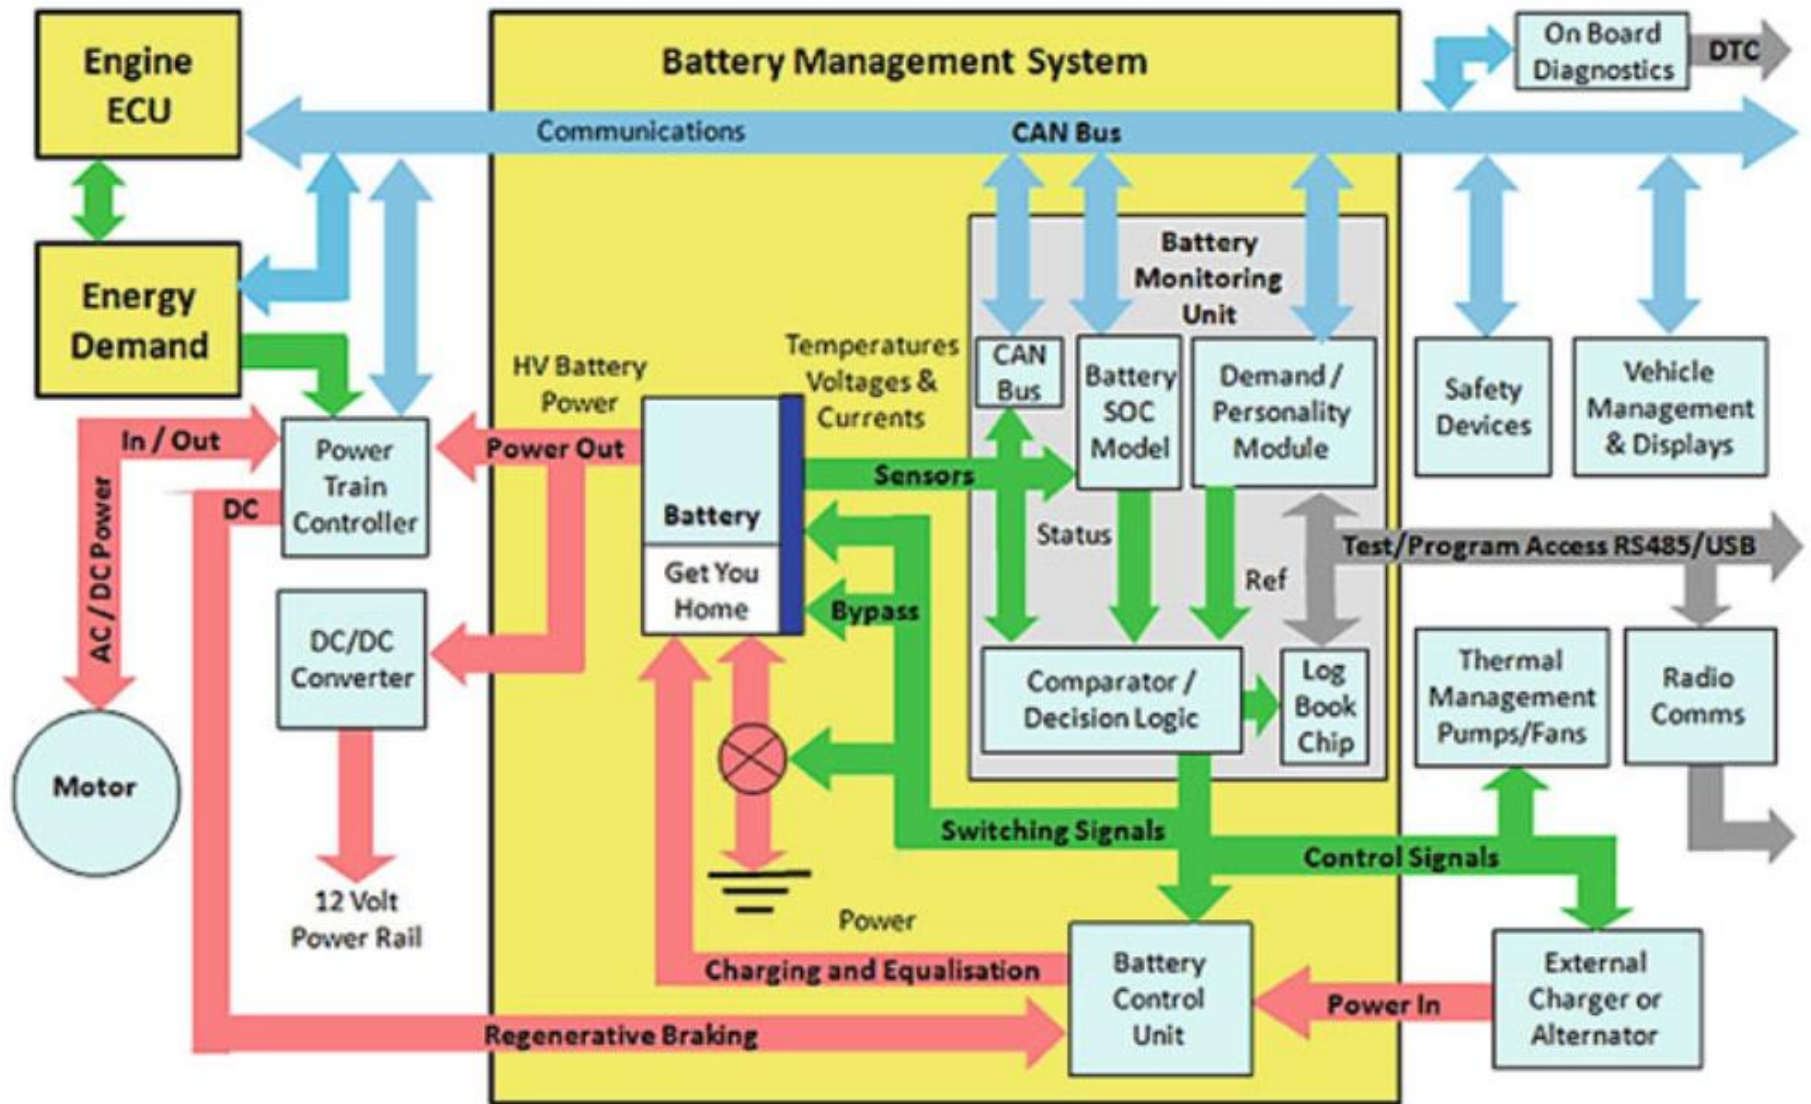 Engine
ECU
Battery Management System
On Board
Diagnostics
DTC
Communications
CAN Bus
Energy
Demand
Battery
Monitoring
Unit
HV Battery
Power
Temperatures
Voltages &
Currents
CAN
Bus
Battery
SOC
Model
Demand /
Personality
Module
Safety
Devices
Vehicle
Management
& Displays
In / Out
Power
Train
Controller
Power Out
Sensors
AC / DC Power
DC
Battery
Get You
Home
Status
Ref
Test/Program Access RS485/USB
Bypass
DC/DC
Converter
Comparator /
Decision Logic
Log
Book
Chip
Thermal
Management
Pumps/Fans
Radio
Comms
Motor
Switching Signals
Control Signals
12 Volt
Power Rail
Power
Charging and Equalisation
Battery
Control
Unit
Power In
External
Charger or
Alternator
Regenerative Braking